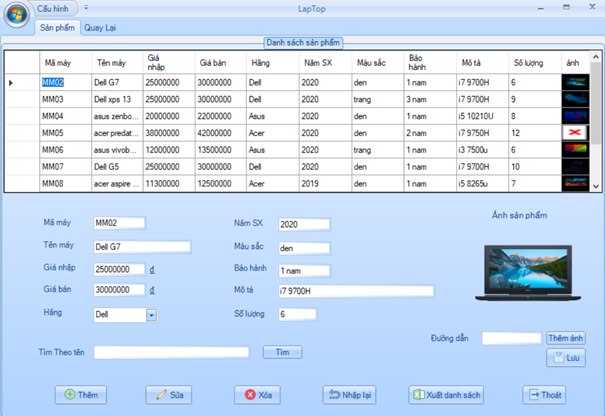 Cấu hình
LapTop
Sản phẩm Quay Lại
Danh sách sản phẩm
Mã máy Tên máy Giá nhập Giá bán Hãng Năm SX Màu sắc Bảo hành Mô tả Số lượng ảnh
MM02 Dell G7 25000000 30000000 Dell 2020 den 1 nam i7 9700H 6
MM03 Dell xps 13 25000000 30000000 Dell 2020 trang 3 nam i7 9700H 9
MM04 asus zenbo... 20000000 22000000 Asus 2020 den 1 nam i5 10210U 8
MM05 acer predat... 38000000 42000000 Acer 2020 den 2 nam i7 9750H 12
MM06 asus vivob... 12000000 13500000 Asus 2020 trang 1 nam i3 7500u 6
MM07 Dell G5 25000000 30000000 Dell 2020 den 1 nam i7 9700H 10
MM08 acer aspire ... 11300000 12500000 Acer 2019 den 1 nam i5 8265u 7
Mã máy MM02 Năm SX 2020 Ảnh sản phẩm
Tên máy Dell G7 Màu sắc den
Giá nhập 25000000 đ Bảo hành 1 nam
Giá bán 30000000 đ Mô tả i7 9700H
Hãng Dell Số lượng 6
Đường dẫn Thêm ảnh
Tìm Theo tên Tìm Lưu
Thêm Sửa Xóa Nhập lại Xuất danh sách Thoát